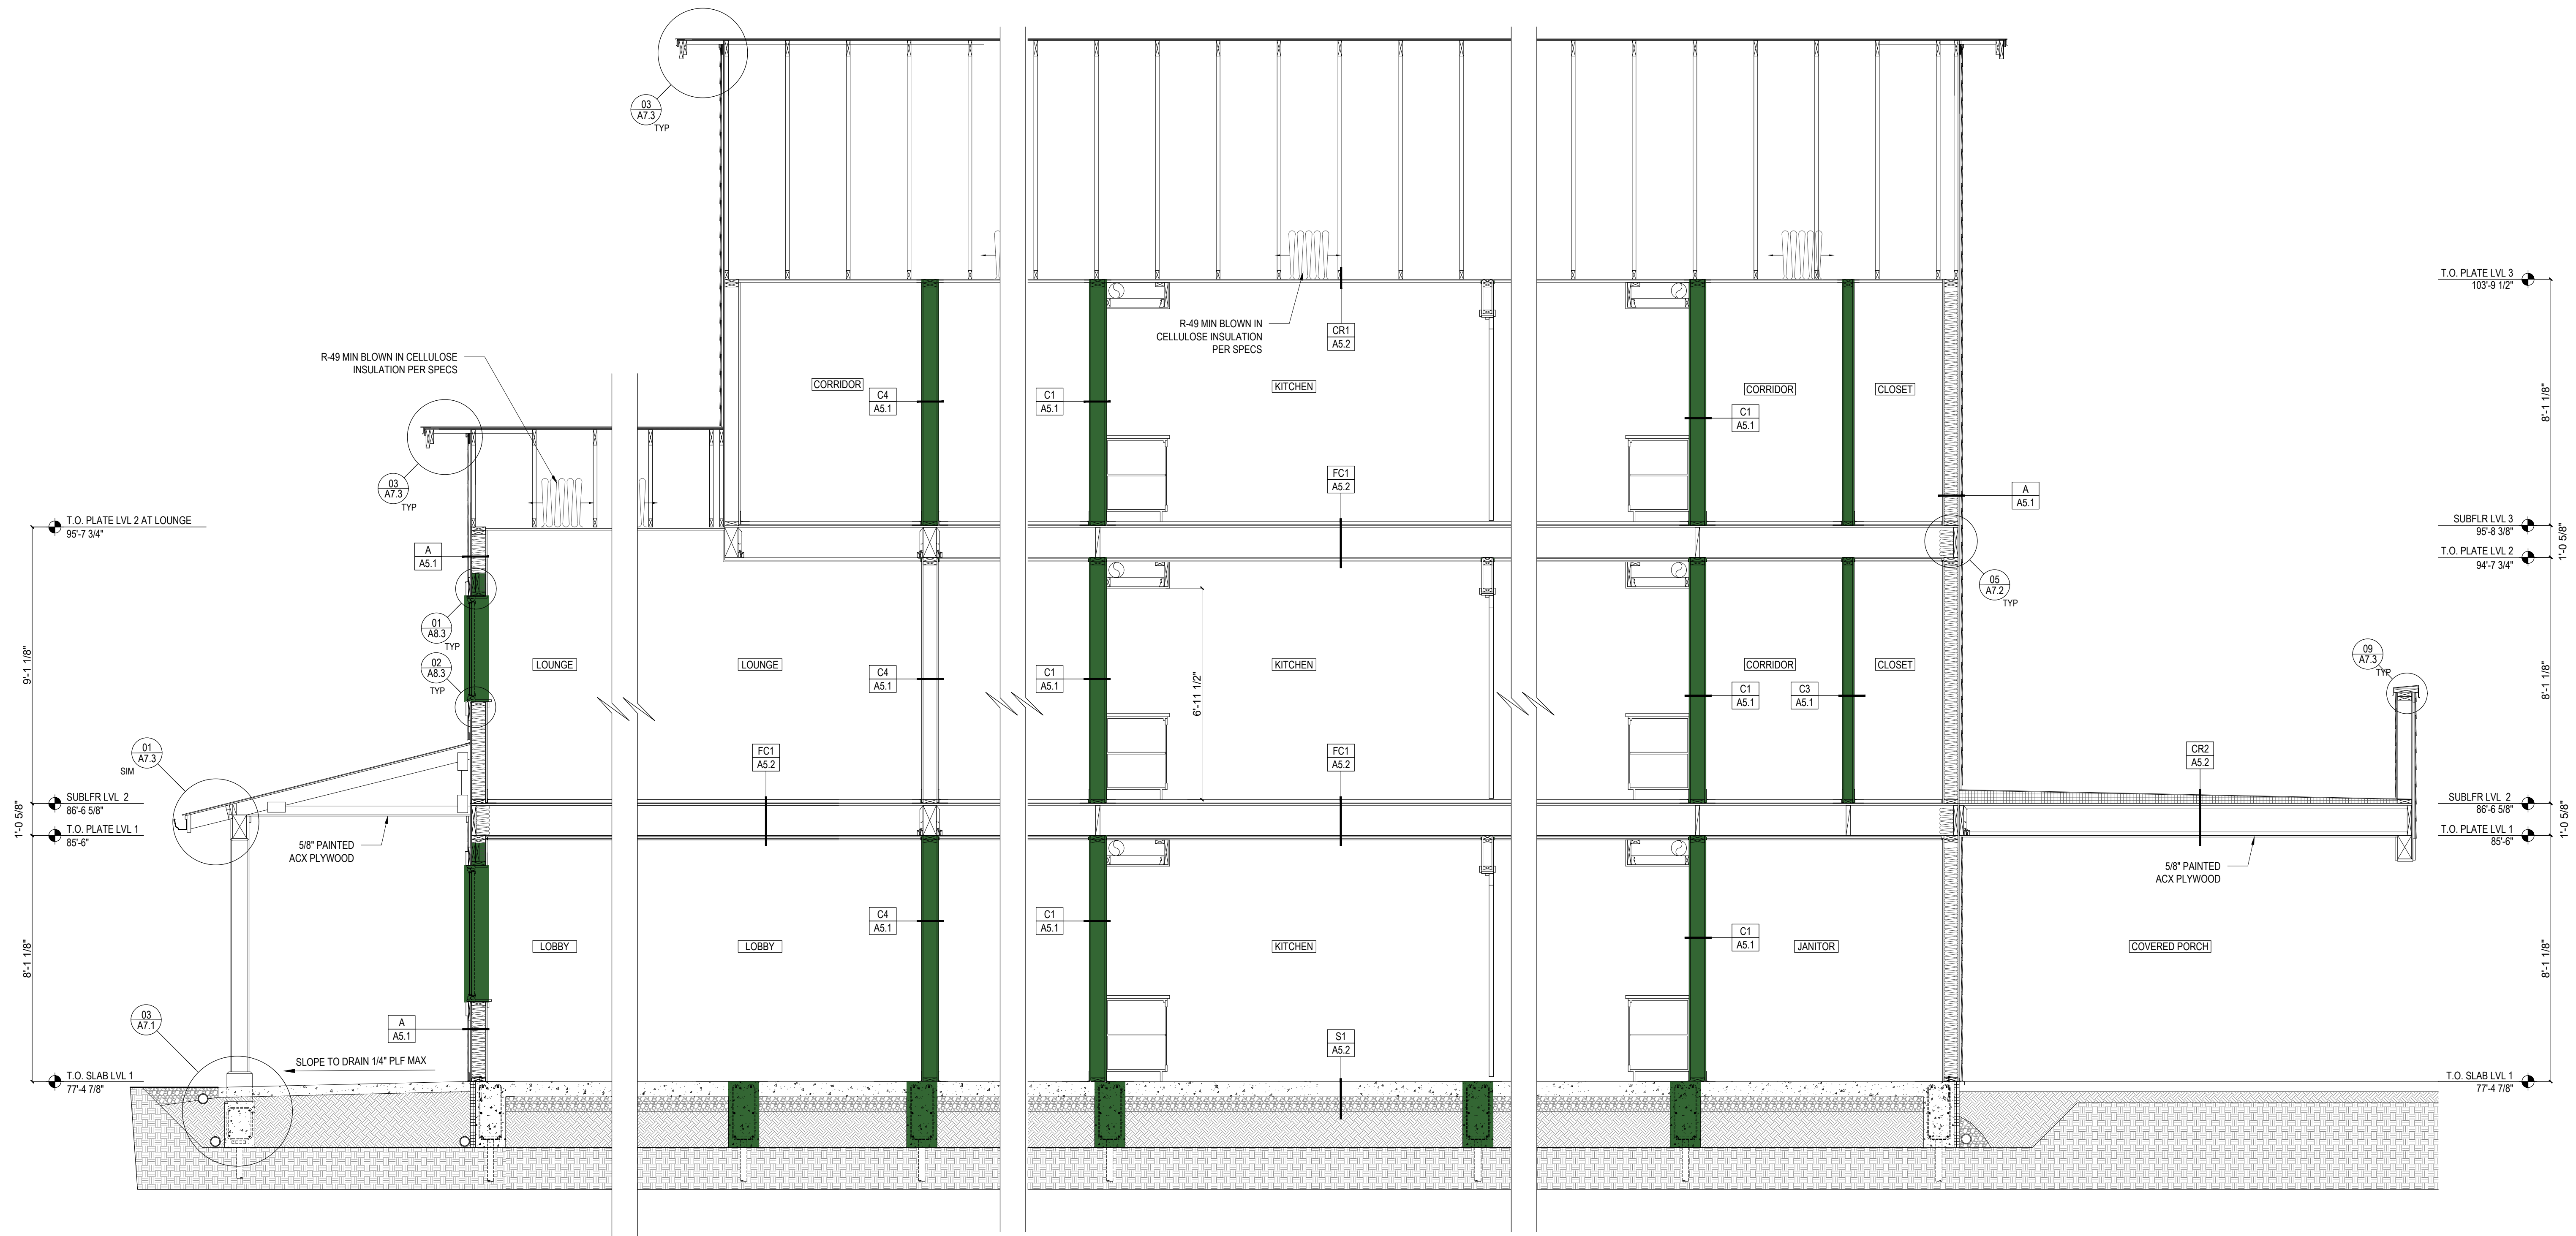 03
A7.3
TYP
T.O. PLATE LVL 3
103'-9 1/2"
R-49 MIN BLOWN IN
CELLULOSE INSULATION
PER SPECS
CR1
A5.2
R-49 MIN BLOWN IN CELLULOSE
INSULATION PER SPECS
CORRIDOR
KITCHEN
CORRIDOR
CLOSET
C4
A5.1
C1
A5.1
C1
A5.1
8'-1 1/8"
03
A7.3
TYP
FC1
A5.2
A
A5.1
T.O. PLATE LVL 2 AT LOUNGE
95'-7 3/4"
SUBFLR LVL 3
95'-8 3/8"
1'-0 5/8"
T.O. PLATE LVL 2
94'-7 3/4"
A
A5.1
05
A7.2
TYP
01
A8.3
TYP
02
A8.3
TYP
9'-1 1/8"
LOUNGE
LOUNGE
C4
A5.1
C1
A5.1
KITCHEN
6'-11 1/2"
C1
A5.1
CORRIDOR
C3
A5.1
CLOSET
8'-1 1/8"
09
A7.3
TYP
01
A7.3
SIM
FC1
A5.2
FC1
A5.2
CR2
A5.2
SUBLFR LVL 2
86'-6 5/8"
1'-0 5/8"
T.O. PLATE LVL 1
85'-6"
SUBLFR LVL 2
86'-6 5/8"
1'-0 5/8"
T.O. PLATE LVL 1
85'-6"
5/8" PAINTED
ACX PLYWOOD
5/8" PAINTED
ACX PLYWOOD
8'-1 1/8"
LOBBY
LOBBY
C4
A5.1
C1
A5.1
KITCHEN
C1
A5.1
JANITOR
COVERED PORCH
8'-1 1/8"
03
A7.1
A
A5.1
S1
A5.2
SLOPE TO DRAIN 1/4" PLF MAX
T.O. SLAB LVL 1
77'-4 7/8"
T.O. SLAB LVL 1
77'-4 7/8"